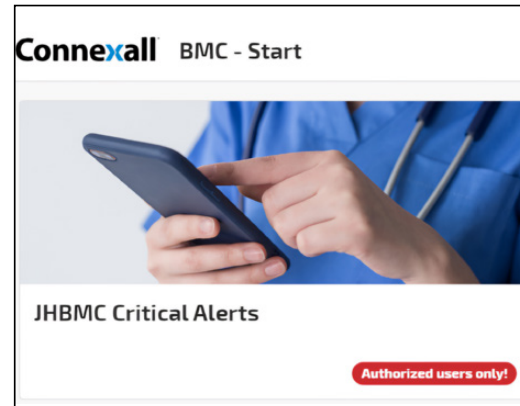 Connexall BMC - Start
JHBMC Critical Alerts
Authorized users only!